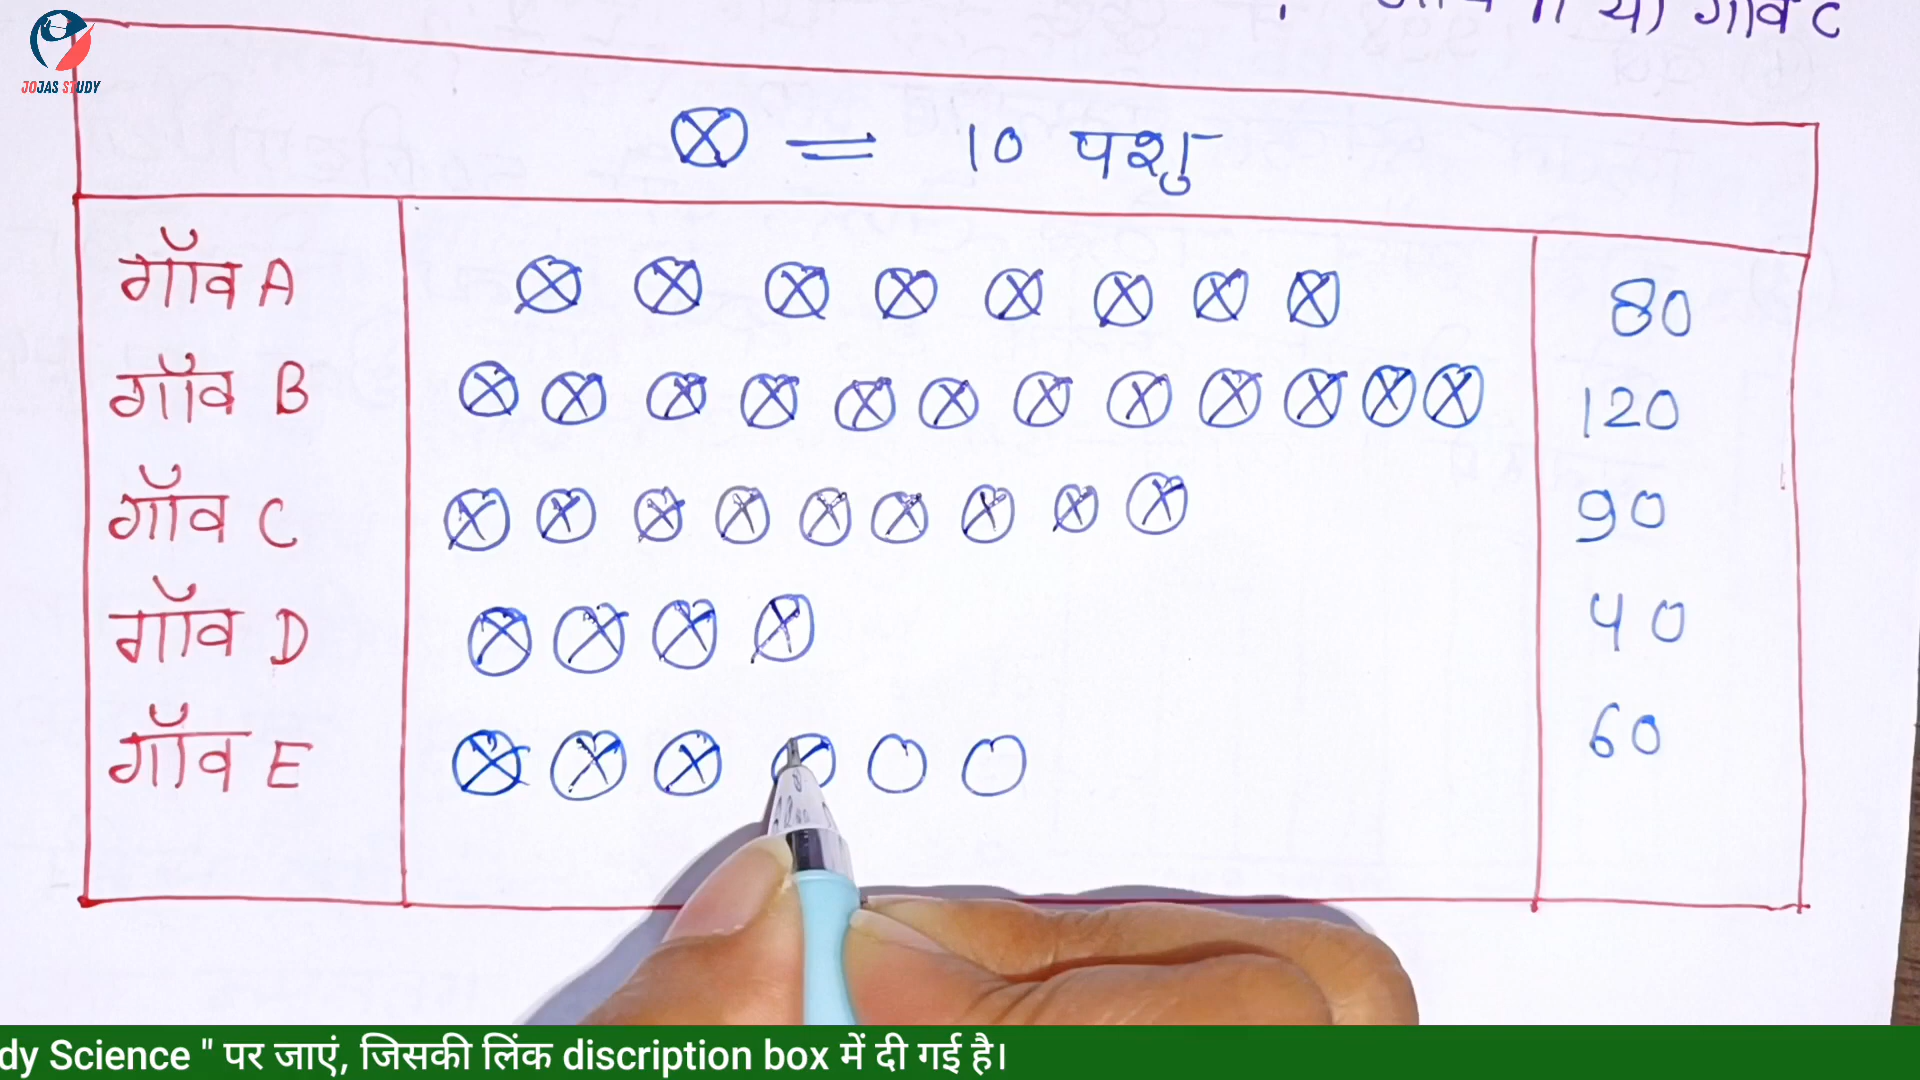 या गाँव C
JOJAS STUDY
= 10 पशु
गाँव A 80
गाँव B 120
गाँव C 90
गाँव D 40
गाँव E 60
dy Science " पर जाएं, जिसकी लिंक discription box में दी गई है।